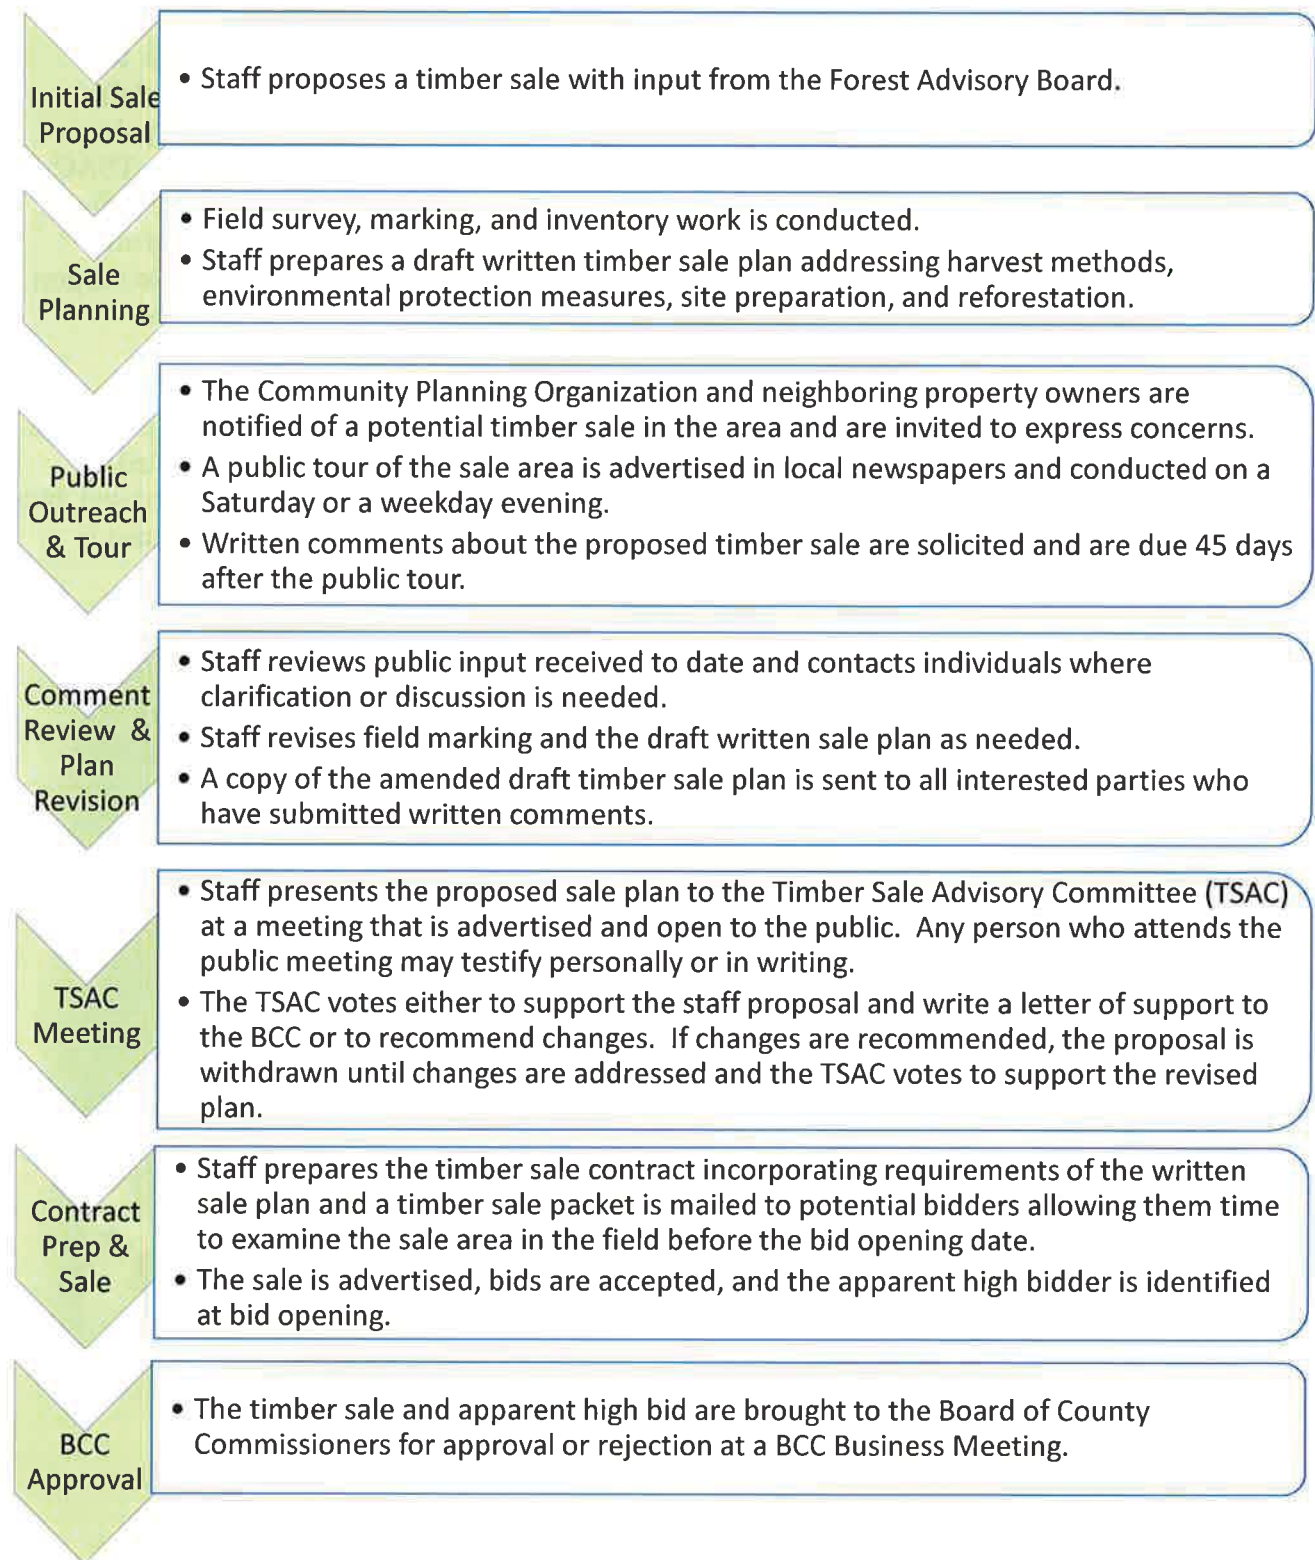 Initial Sale
Proposal
• Staff proposes a timber sale with input from the Forest Advisory Board.
Sale
Planning
• Field survey, marking, and inventory work is conducted.
• Staff prepares a draft written timber sale plan addressing harvest methods,
environmental protection measures, site preparation, and reforestation.
Public
Outreach
& Tour
• The Community Planning Organization and neighboring property owners are
notified of a potential timber sale in the area and are invited to express concerns.
• A public tour of the sale area is advertised in local newspapers and conducted on a
Saturday or a weekday evening.
• Written comments about the proposed timber sale are solicited and are due 45 days
after the public tour.
Comment
Review &
Plan
Revision
• Staff reviews public input received to date and contacts individuals where
clarification or discussion is needed.
• Staff revises field marking and the draft written sale plan as needed.
• A copy of the amended draft timber sale plan is sent to all interested parties who
have submitted written comments.
TSAC
Meeting
• Staff presents the proposed sale plan to the Timber Sale Advisory Committee (TSAC)
at a meeting that is advertised and open to the public. Any person who attends the
public meeting may testify personally or in writing.
• The TSAC votes either to support the staff proposal and write a letter of support to
the BCC or to recommend changes. If changes are recommended, the proposal is
withdrawn until changes are addressed and the TSAC votes to support the revised
plan.
Contract
Prep &
Sale
• Staff prepares the timber sale contract incorporating requirements of the written
sale plan and a timber sale packet is mailed to potential bidders allowing them time
to examine the sale area in the field before the bid opening date.
• The sale is advertised, bids are accepted, and the apparent high bidder is identified
at bid opening.
BCC
Approval
• The timber sale and apparent high bid are brought to the Board of County
Commissioners for approval or rejection at a BCC Business Meeting.